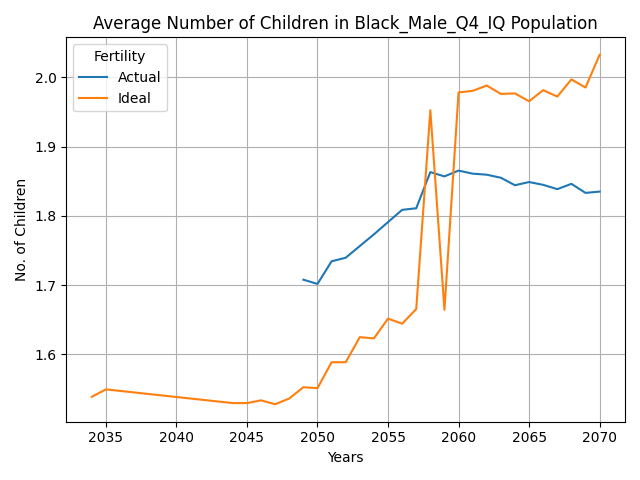 Average Number of Children in Black_Male_Q4_IQ Population
Fertility
Actual
Ideal
No. of Children
2.0
1.9
1.8
1.7
1.6
2035 2040 2045 2050 2055 2060 2065 2070
Years